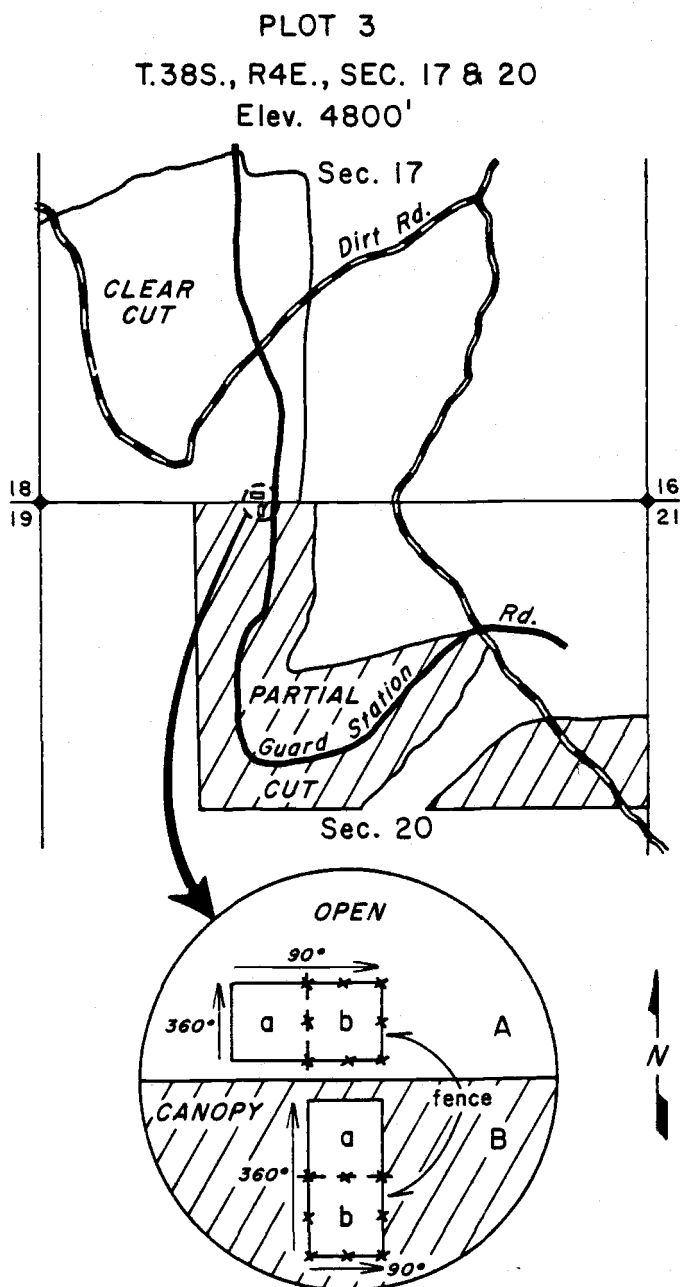 PLOT 3
T.38S., R4E., SEC. 17 & 20
Elev. 4800'
Sec. 17
Dirt Rd.
CLEAR
CUT
18
16
19
21
Rd.
PARTIAL
Guard Station
CUT
Sec. 20
OPEN
90°
360°
a
b
A
N
fence
CANOPY
a
B
360°
b
90°